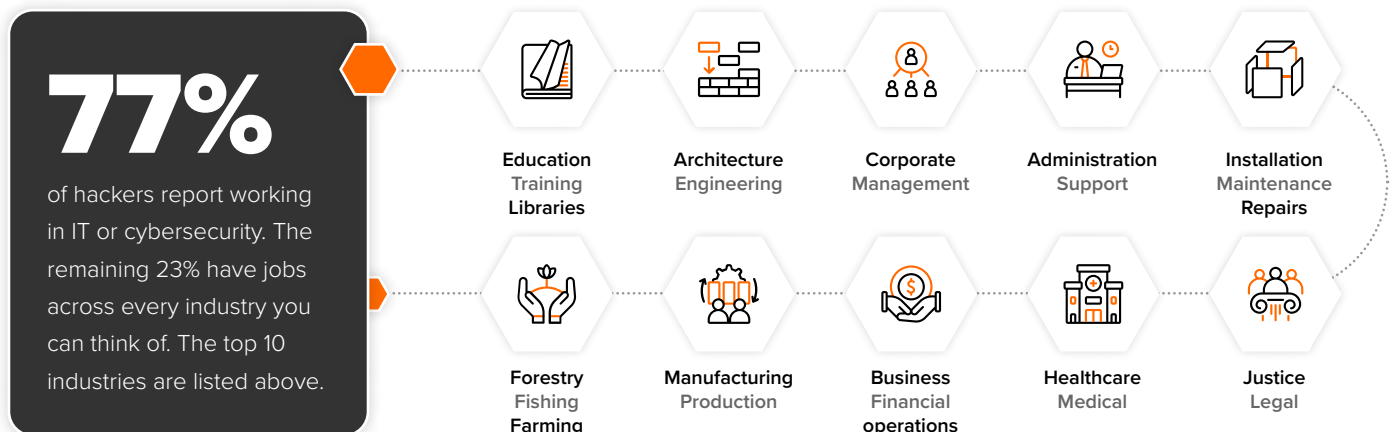 77%
of hackers report working
in IT or cybersecurity. The
remaining 23% have jobs
across every industry you
can think of. The top 10
industries are listed above.
Education
Training
Libraries
Architecture
Engineering
Corporate
Management
Administration
Support
Installation
Maintenance
Repairs
Forestry
Fishing
Farming
Manufacturing
Production
Business
Financial
operations
Healthcare
Medical
Justice
Legal